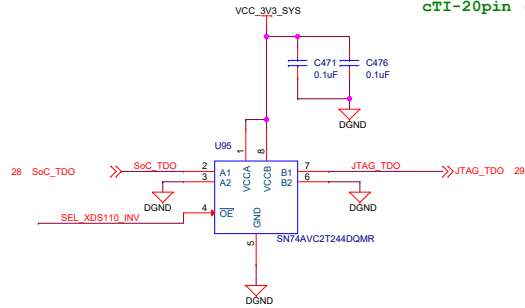 cTI-20pin
VCC_3V3_SYS
C471
0.1uF
C476
0.1uF
DGND
U95
1
8
28 SoC_TDO
SoC_TDO
2
A1
VCCA
VCCB
B1
7
JTAG_TDO
JTAG_TDO 29
3
A2
B2
6
DGND
DGND
SEL_XDS110_INV
4
OE
GND
SN74AVC2T244DQMR
5
DGND